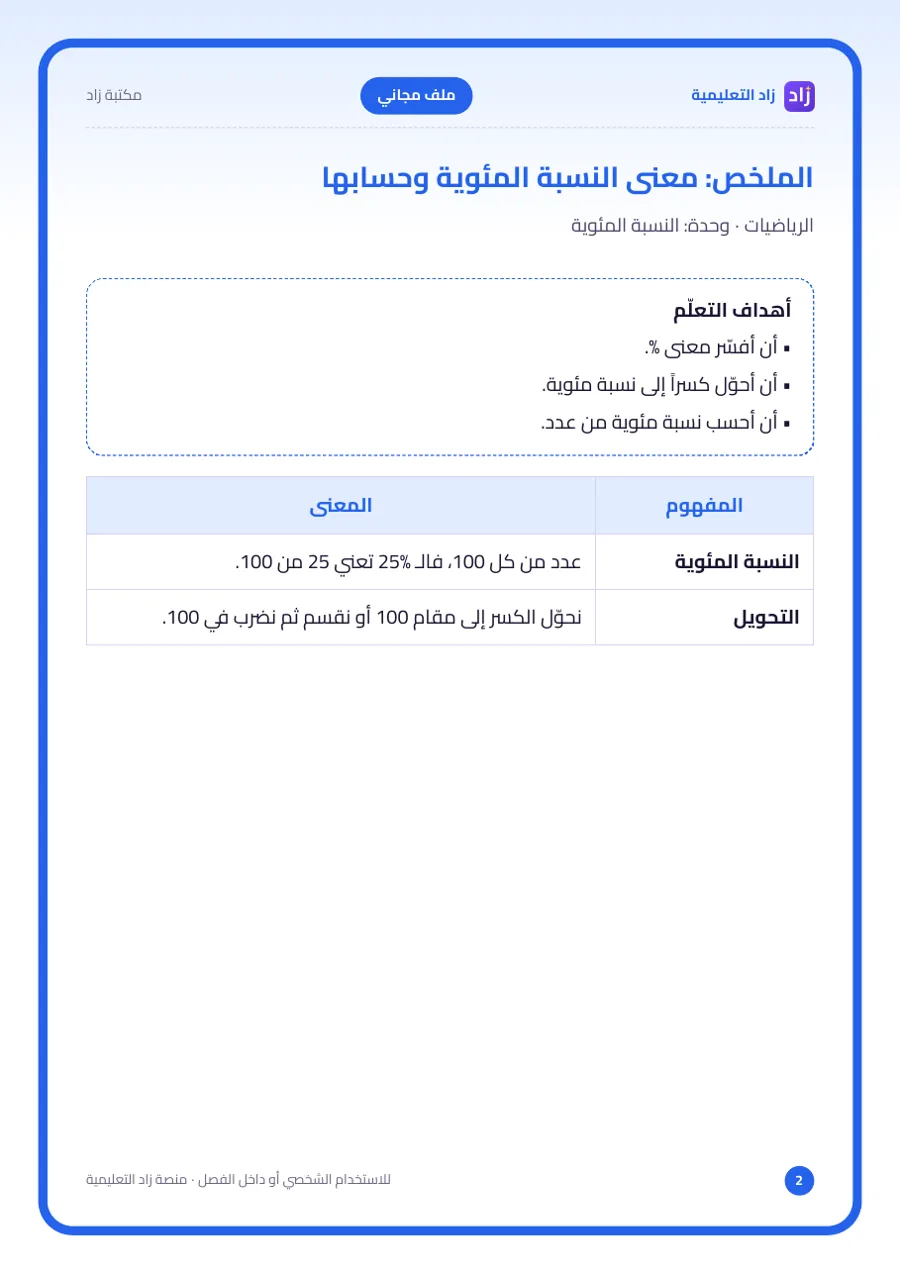 زاد
زاد التعليمية
ملف مجاني
مكتبة زاد
الملخص: معنى النسبة المئوية وحسابها
الرياضيات · وحدة: النسبة المئوية
أهداف التعلّم
▪ أن أفسّر معنى %.
▪ أن أحوّل كسراً إلى نسبة مئوية.
▪ أن أحسب نسبة مئوية من عدد.
المفهوم	المعنى
النسبة المئوية	عدد من كل 100، فالـ 25% تعني 25 من 100.
التحويل	نحوّل الكسر إلى مقام 100 أو نقسم ثم نضرب في 100.
2
للاستخدام الشخصي أو داخل الفصل · منصة زاد التعليمية